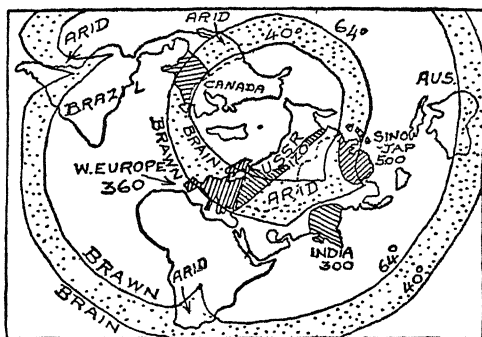 ARID
ARID
40°
64°
BRAZIL
CANADA
AUS.
BRAWN
BRAIN
USSR
170
SINO
JAP
500
W. EUROPE
360
ARID
INDIA
300
ARID
BRAWN
BRAIN
64°
40°